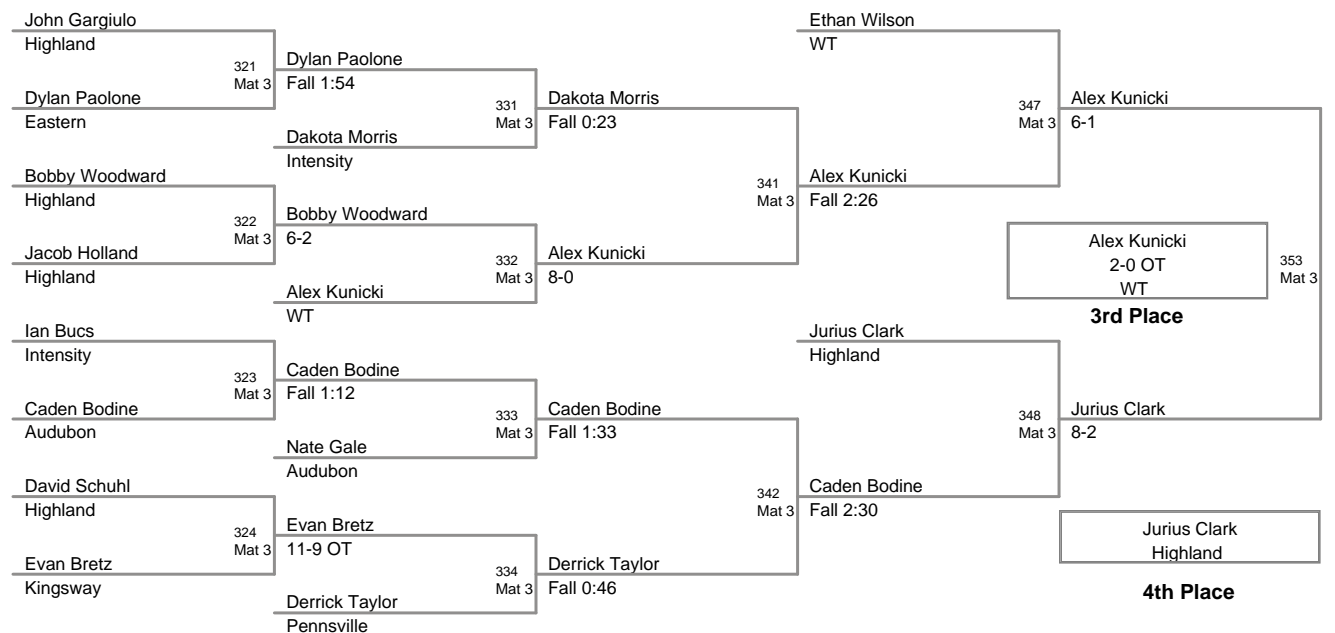 John Gargiulo
Highland
321
Mat 3
Dylan Paolone
Fall 1:54
Dylan Paolone
Eastern
331
Mat 3
Dakota Morris
Fall 0:23
Dakota Morris
Intensity
Bobby Woodward
Highland
322
Mat 3
Bobby Woodward
6-2
Jacob Holland
Highland
332
Mat 3
Alex Kunicki
8-0
Alex Kunicki
WT
341
Mat 3
Alex Kunicki
Fall 2:26
Ethan Wilson
WT
347
Mat 3
Alex Kunicki
6-1
Ian Bucs
Intensity
323
Mat 3
Caden Bodine
Fall 1:12
Caden Bodine
Audubon
333
Mat 3
Caden Bodine
Fall 1:33
Nate Gale
Audubon
David Schuhl
Highland
324
Mat 3
Evan Bretz
11-9 OT
Evan Bretz
Kingsway
334
Mat 3
Derrick Taylor
Fall 0:46
Derrick Taylor
Pennsville
342
Mat 3
Caden Bodine
Fall 2:30
Jurius Clark
Highland
348
Mat 3
Jurius Clark
8-2
353
Mat 3
Alex Kunicki
2-0 OT
WT
3rd Place
Jurius Clark
Highland
4th Place